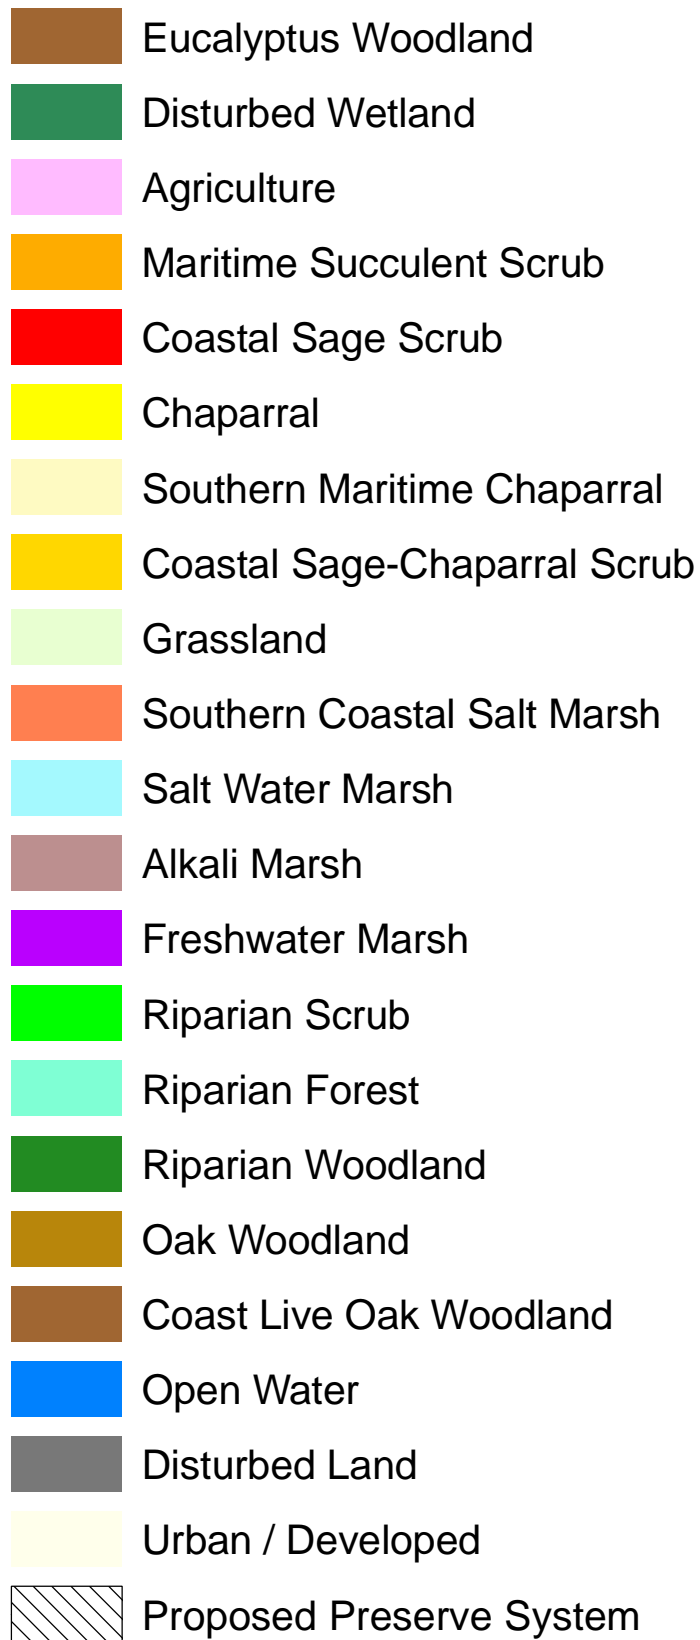 Eucalyptus Woodland
Disturbed Wetland
Agriculture
Maritime Succulent Scrub
Coastal Sage Scrub
Chaparral
Southern Maritime Chaparral
Coastal Sage-Chaparral Scrub
Grassland
Southern Coastal Salt Marsh
Salt Water Marsh
Alkali Marsh
Freshwater Marsh
Riparian Scrub
Riparian Forest
Riparian Woodland
Oak Woodland
Coast Live Oak Woodland
Open Water
Disturbed Land
Urban / Developed
Proposed Preserve System